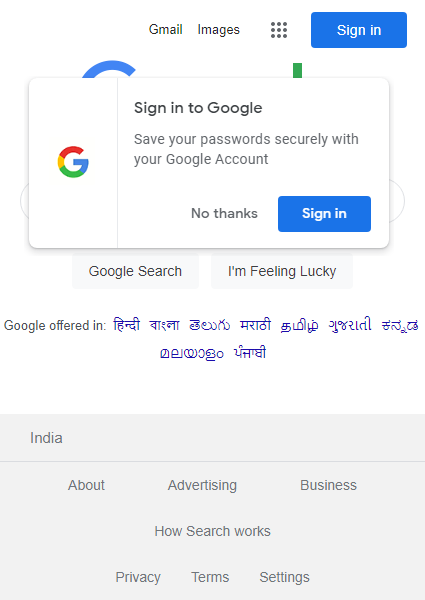 Gmail Images Sign in
Sign in to Google
Save your passwords securely with
your Google Account
No thanks Sign in
Google Search I'm Feeling Lucky
Google offered in: हिन्दी বাংলা తెలుగు मराठी தமிழ் ગુજરાતી ಕನ್ನಡ
മലയാളം ਪੰਜਾਬੀ
India
About Advertising Business
How Search works
Privacy Terms Settings